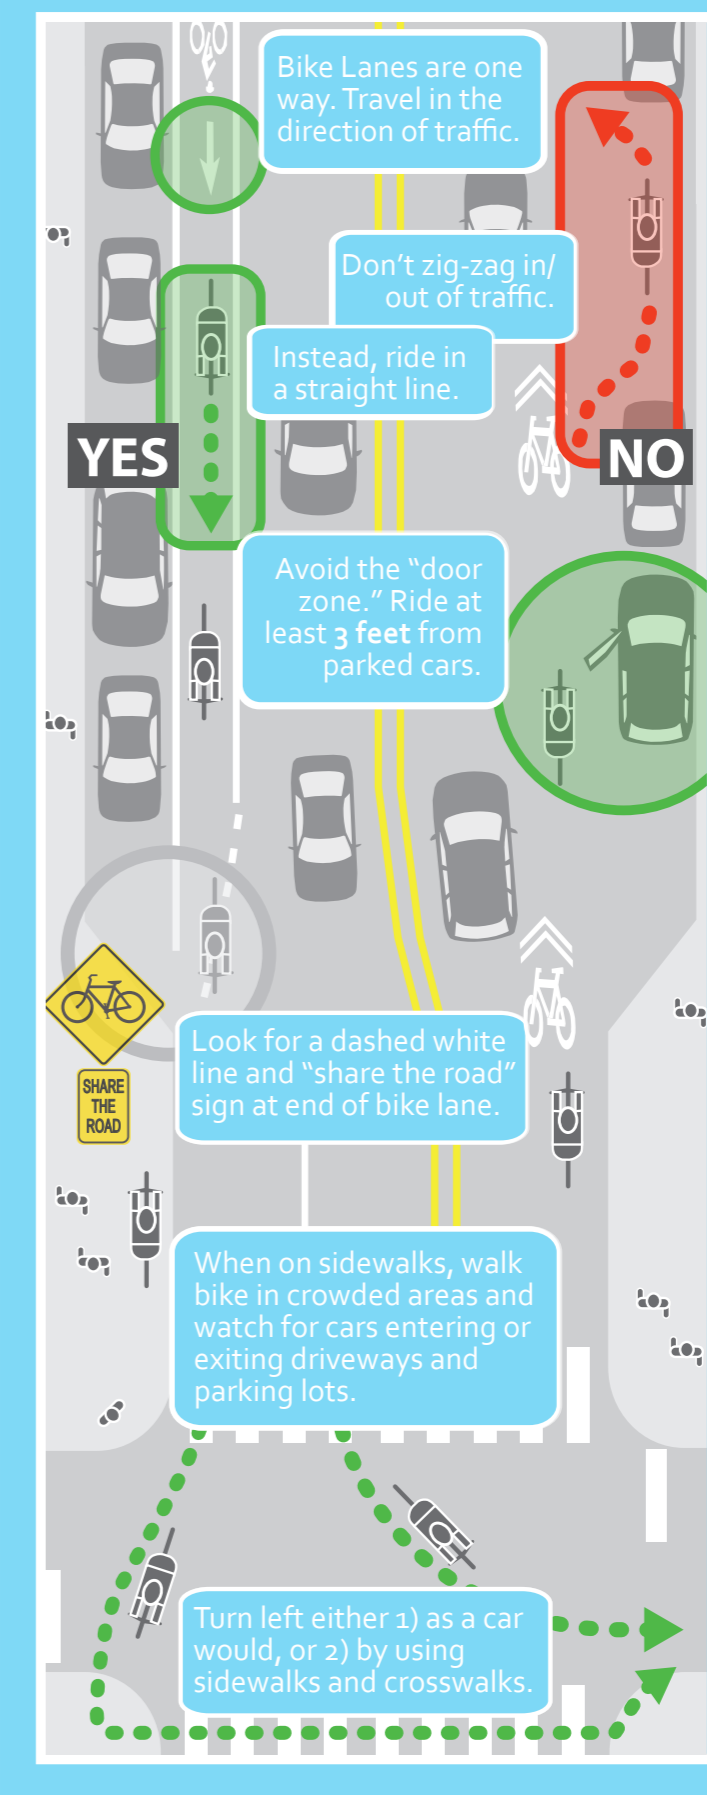 Bike Lanes are one
way. Travel in the
direction of traffic.
Don't zig-zag in/
out of traffic.
Instead, ride in
a straight line.
YES
NO
Avoid the “door
zone.” Ride at
least 3 feet from
parked cars.
Look for a dashed white
line and “share the road”
sign at end of bike lane.
SHARE
THE
ROAD
When on sidewalks, walk
bike in crowded areas and
watch for cars entering or
exiting driveways and
parking lots.
Turn left either 1) as a car
would, or 2) by using
sidewalks and crosswalks.